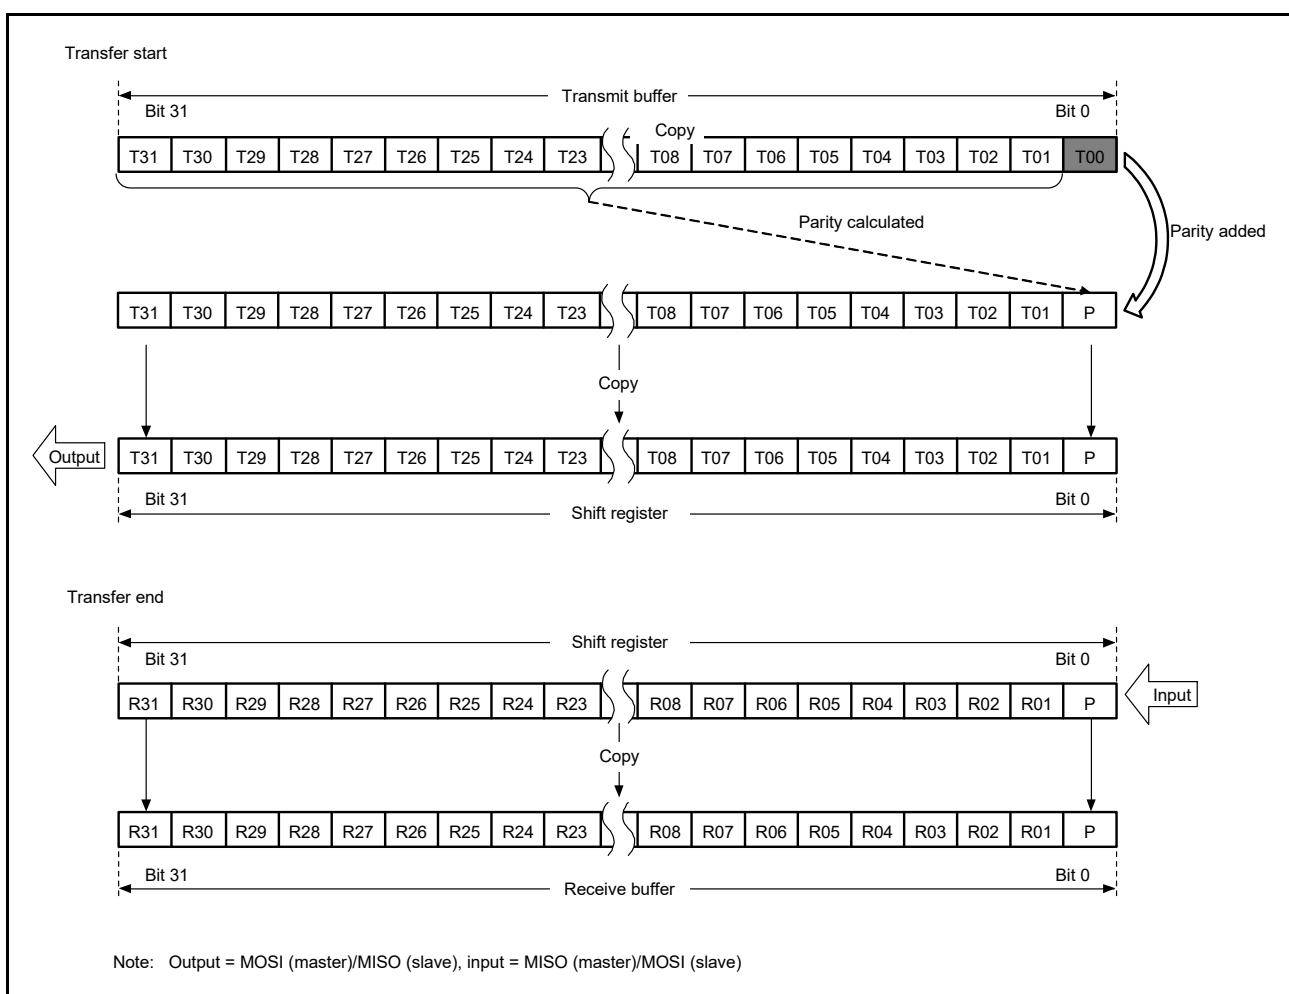 Transfer start
Transmit buffer
Bit 31 Bit 0
Copy
T31 T30 T29 T28 T27 T26 T25 T24 T23 T08 T07 T06 T05 T04 T03 T02 T01 T00
Parity calculated
Parity added
T31 T30 T29 T28 T27 T26 T25 T24 T23 T08 T07 T06 T05 T04 T03 T02 T01 P
Copy
Output T31 T30 T29 T28 T27 T26 T25 T24 T23 T08 T07 T06 T05 T04 T03 T02 T01 P
Bit 31 Bit 0
Shift register
Transfer end
Shift register
Bit 31 Bit 0
R31 R30 R29 R28 R27 R26 R25 R24 R23 R08 R07 R06 R05 R04 R03 R02 R01 P Input
Copy
R31 R30 R29 R28 R27 R26 R25 R24 R23 R08 R07 R06 R05 R04 R03 R02 R01 P
Bit 31 Bit 0
Receive buffer
Note: Output = MOSI (master)/MISO (slave), input = MISO (master)/MOSI (slave)